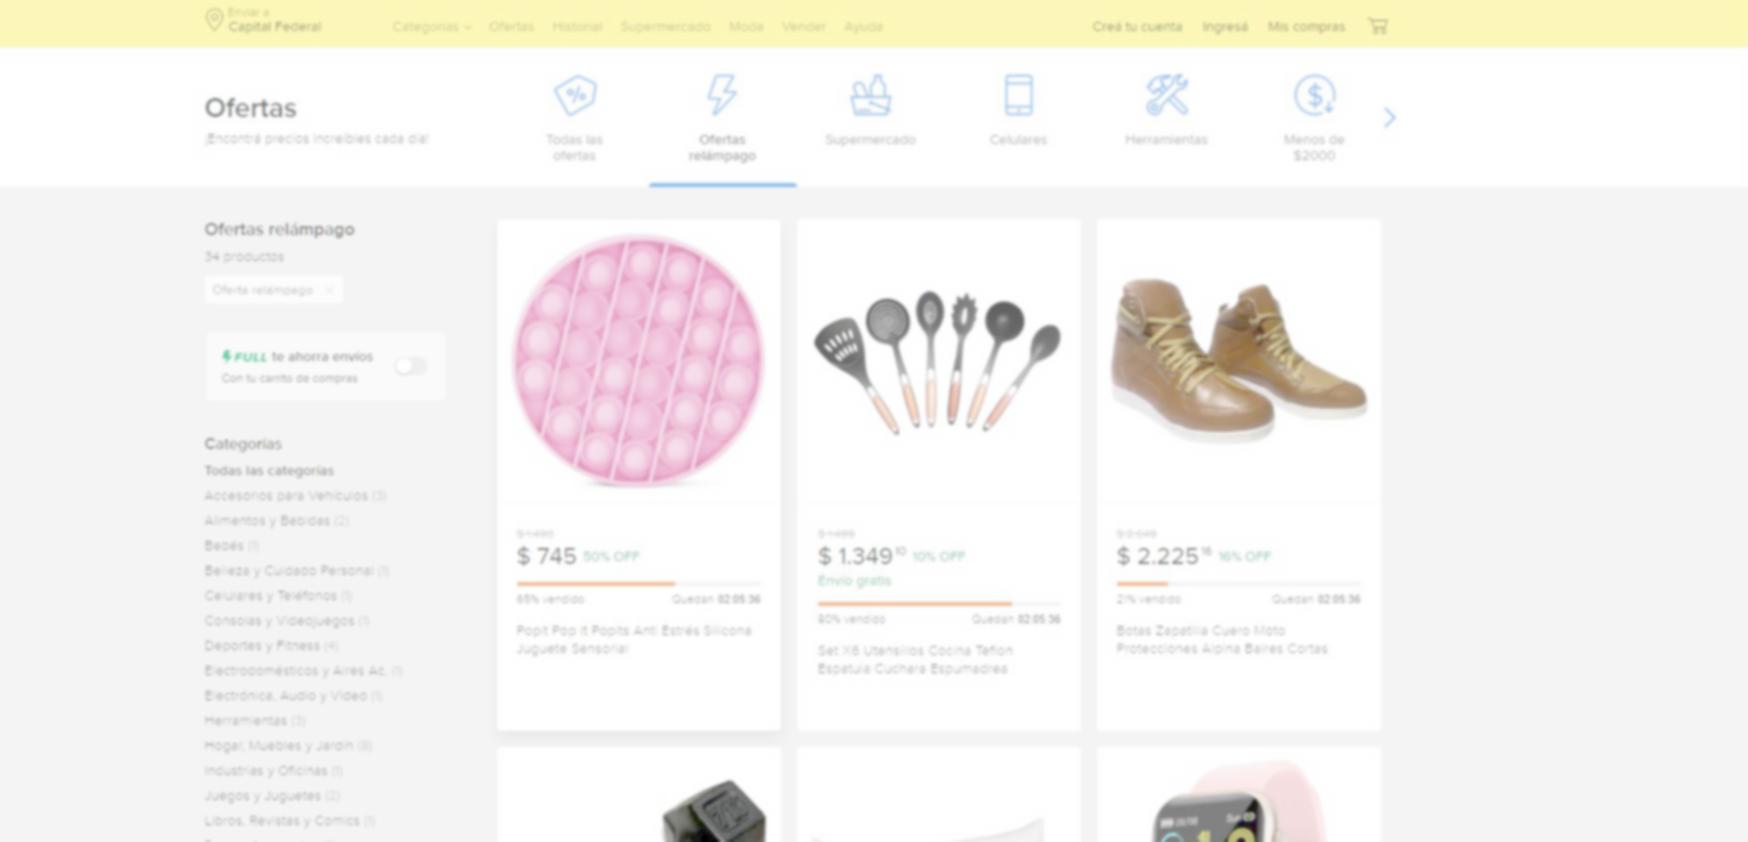 Enviar a
Capital Federal
Categorías Ofertas Historial Supermercado Moda Vender Ayuda
Creá tu cuenta Ingresá Mis compras
Ofertas
¡Encontrá precios increíbles cada día!
Todas las
ofertas
Ofertas
relámpago
Supermercado
Celulares
Herramientas
Menos de
$2000
Ofertas relámpago
34 productos
Oferta relámpago ×
FULL te ahorra envíos
Con tu carrito de compras
Categorías
Todas las categorías
Accesorios para Vehículos (3)
Alimentos y Bebidas (2)
Bebés (1)
Belleza y Cuidado Personal (1)
Celulares y Teléfonos (1)
Consolas y Videojuegos (1)
Deportes y Fitness (4)
Electrodomésticos y Aires Ac. (1)
Electrónica, Audio y Video (1)
Herramientas (3)
Hogar, Muebles y Jardín (8)
Industrias y Oficinas (1)
Juegos y Juguetes (2)
Libros, Revistas y Comics (1)
$ 745 50% OFF
65% vendido Quedan 02:05:36
Popit Pop It Popits Anti Estrés Silicona
Juguete Sensorial
$ 1.499
$ 1.349 10 10% OFF
Envío gratis
80% vendido Quedan 02:05:36
Set X6 Utensilios Cocina Teflon
Espatula Cuchara Espumadera
$ 2.649
$ 2.225 16 16% OFF
21% vendido Quedan 02:05:36
Botas Zapatilla Cuero Moto
Protecciones Alpina Baires Cortas